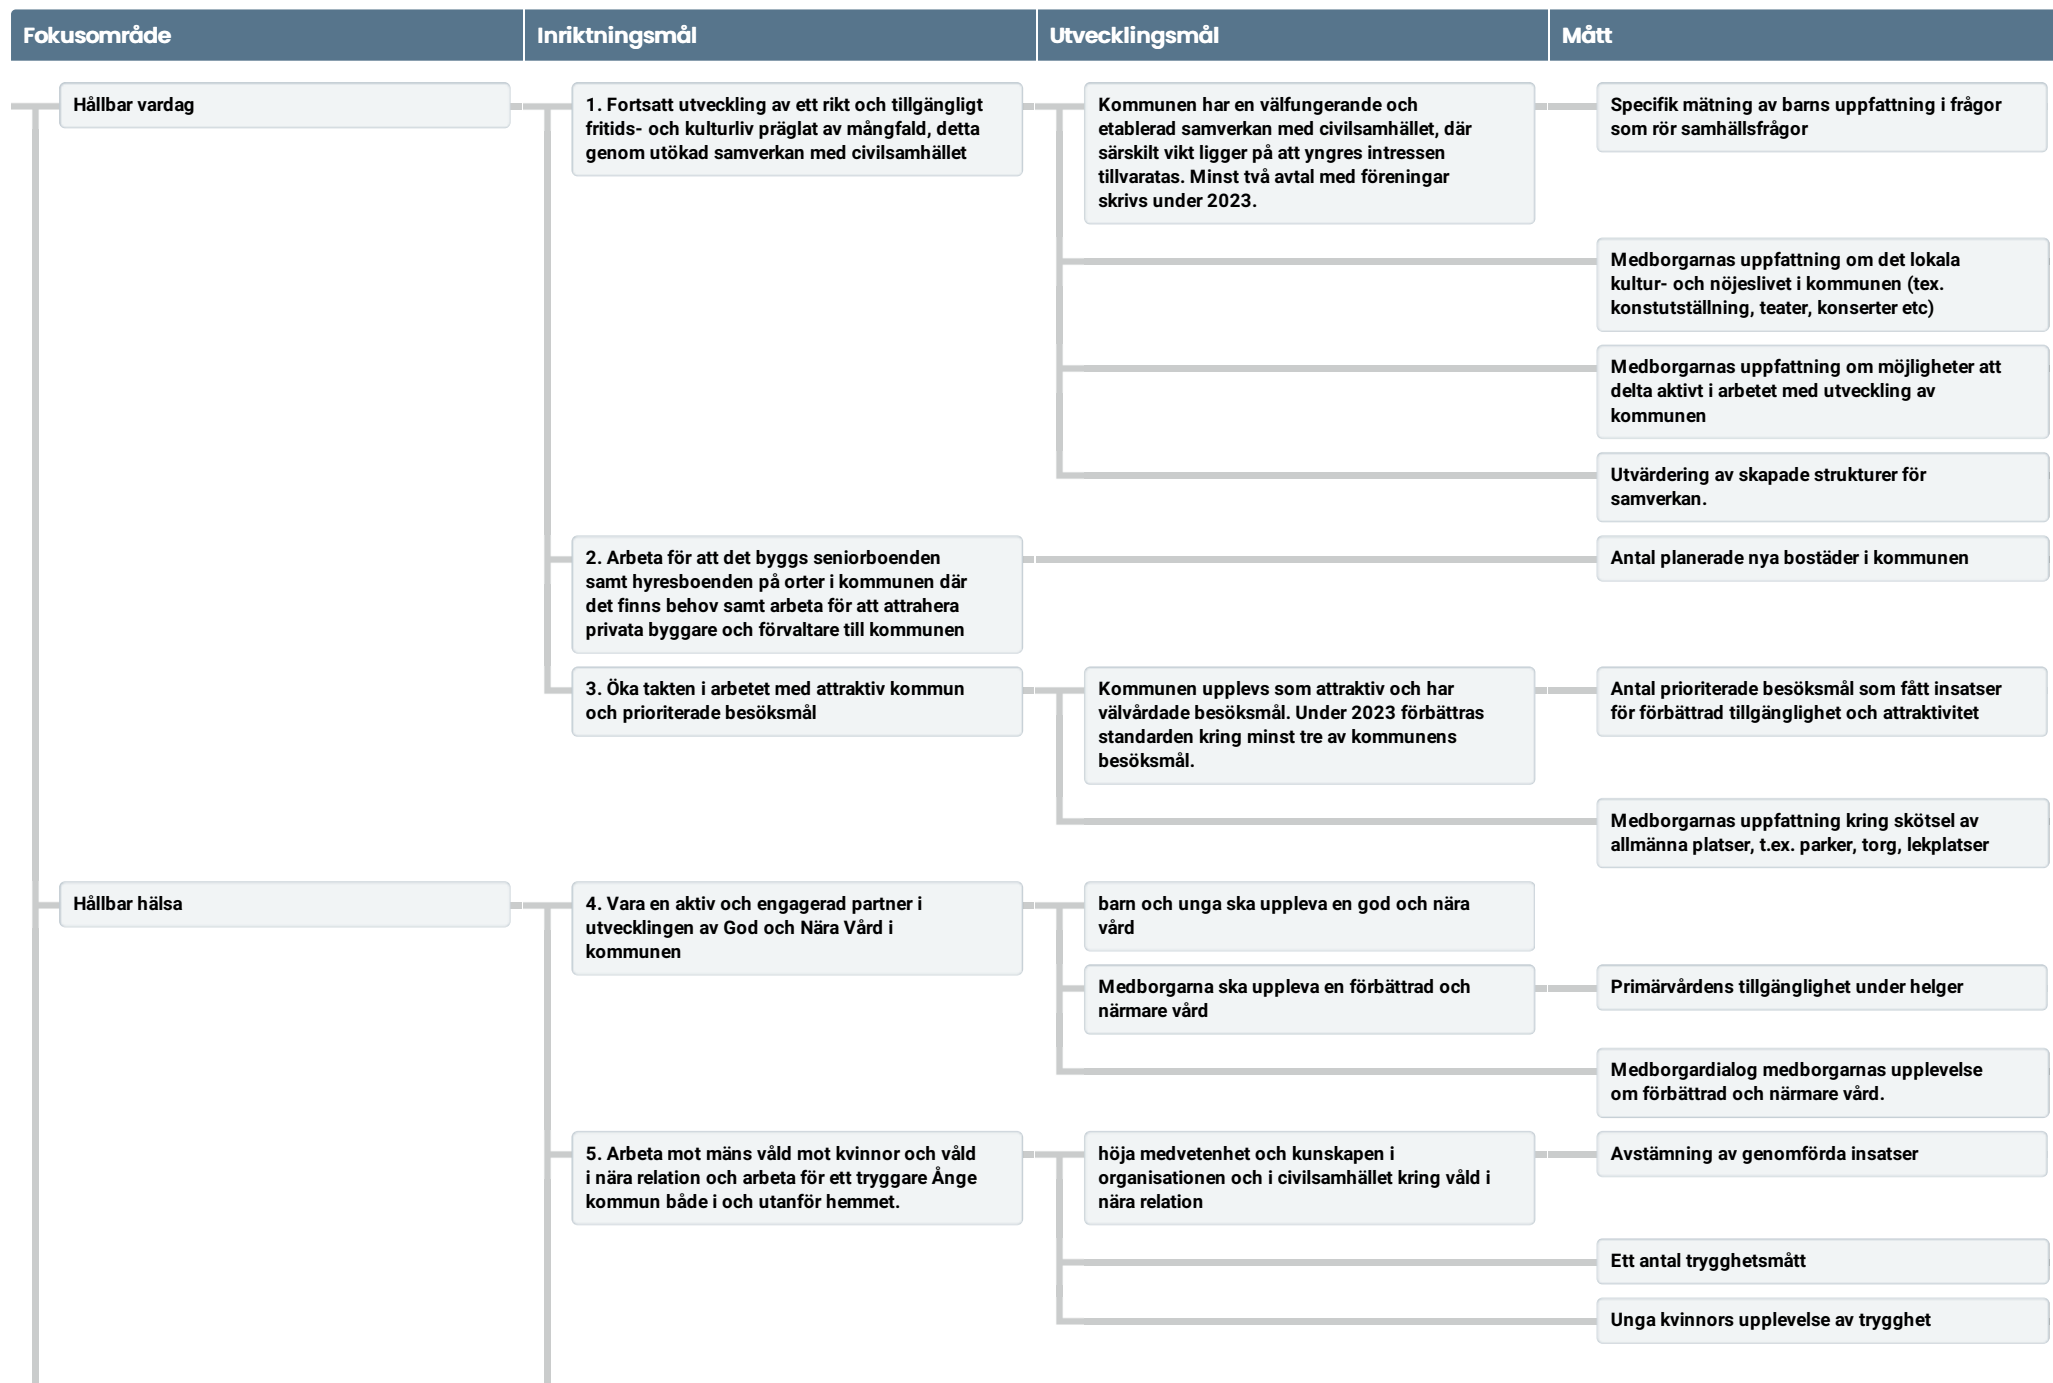 Fokusområde
Inriktningsmål
Utvecklingsmål
Mått
Hållbar vardag
1. Fortsatt utveckling av ett rikt och tillgängligt
fritids- och kulturliv präglat av mångfald, detta
genom utökad samverkan med civilsamhället
Kommunen har en välfungerande och
etablerad samverkan med civilsamhället, där
särskilt vikt ligger på att yngres intressen
tillvaratas. Minst två avtal med föreningar
skrivs under 2023.
Specifik mätning av barns uppfattning i frågor
som rör samhällsfrågor
Medborgarnas uppfattning om det lokala
kultur- och nöjeslivet i kommunen (tex.
konstutställning, teater, konserter etc)
Medborgarnas uppfattning om möjligheter att
delta aktivt i arbetet med utveckling av
kommunen
Utvärdering av skapade strukturer för
samverkan.
2. Arbeta för att det byggs seniorboenden
samt hyresboenden på orter i kommunen där
det finns behov samt arbeta för att attrahera
privata byggare och förvaltare till kommunen
Antal planerade nya bostäder i kommunen
3. Öka takten i arbetet med attraktiv kommun
och prioriterade besöksmål
Kommunen upplevs som attraktiv och har
välvårdade besöksmål. Under 2023 förbättras
standarden kring minst tre av kommunens
besöksmål.
Antal prioriterade besöksmål som fått insatser
för förbättrad tillgänglighet och attraktivitet
Medborgarnas uppfattning kring skötsel av
allmänna platser, t.ex. parker, torg, lekplatser
Hållbar hälsa
4. Vara en aktiv och engagerad partner i
utvecklingen av God och Nära Vård i
kommunen
barn och unga ska uppleva en god och nära
vård
Medborgarna ska uppleva en förbättrad och
närmare vård
Primärvårdens tillgänglighet under helger
Medborgardialog medborgarnas upplevelse
om förbättrad och närmare vård.
5. Arbeta mot mäns våld mot kvinnor och våld
i nära relation och arbeta för ett tryggare Ånge
kommun både i och utanför hemmet.
höja medvetenhet och kunskapen i
organisationen och i civilsamhället kring våld i
nära relation
Avstämning av genomförda insatser
Ett antal trygghetsmått
Unga kvinnors upplevelse av trygghet